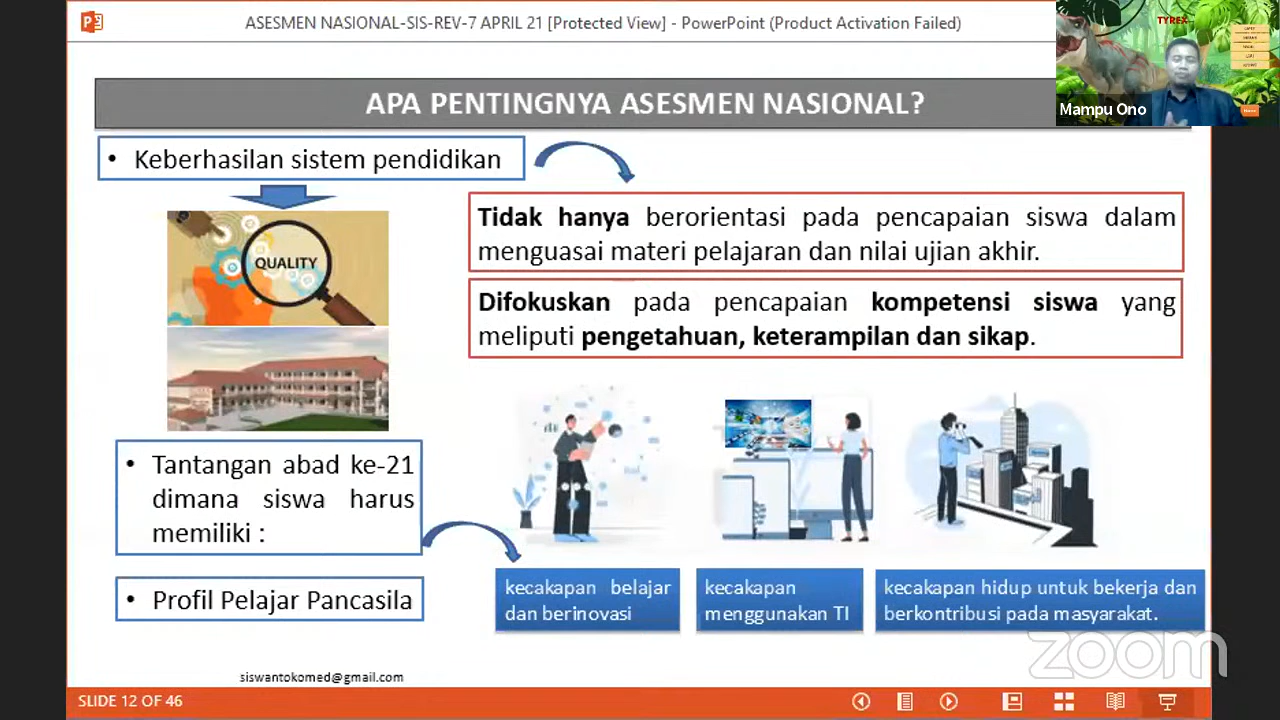 ASESMEN NASIONAL-SIS-REV-7 APRIL 21 [Protected View] - PowerPoint (Product Activation Failed)
TYREX
Mampu Ono
APA PENTINGNYA ASESMEN NASIONAL?
• Keberhasilan sistem pendidikan
QUALITY
Tidak hanya berorientasi pada pencapaian siswa dalam
menguasai materi pelajaran dan nilai ujian akhir.
Difokuskan pada pencapaian kompetensi siswa yang
meliputi pengetahuan, keterampilan dan sikap.
• Tantangan abad ke-21
dimana siswa harus
memiliki :
• Profil Pelajar Pancasila
kecakapan belajar
dan berinovasi
kecakapan
menggunakan TI
kecakapan hidup untuk bekerja dan
berkontribusi pada masyarakat.
zoom
siswantokomed@gmail.com
SLIDE 12 OF 46